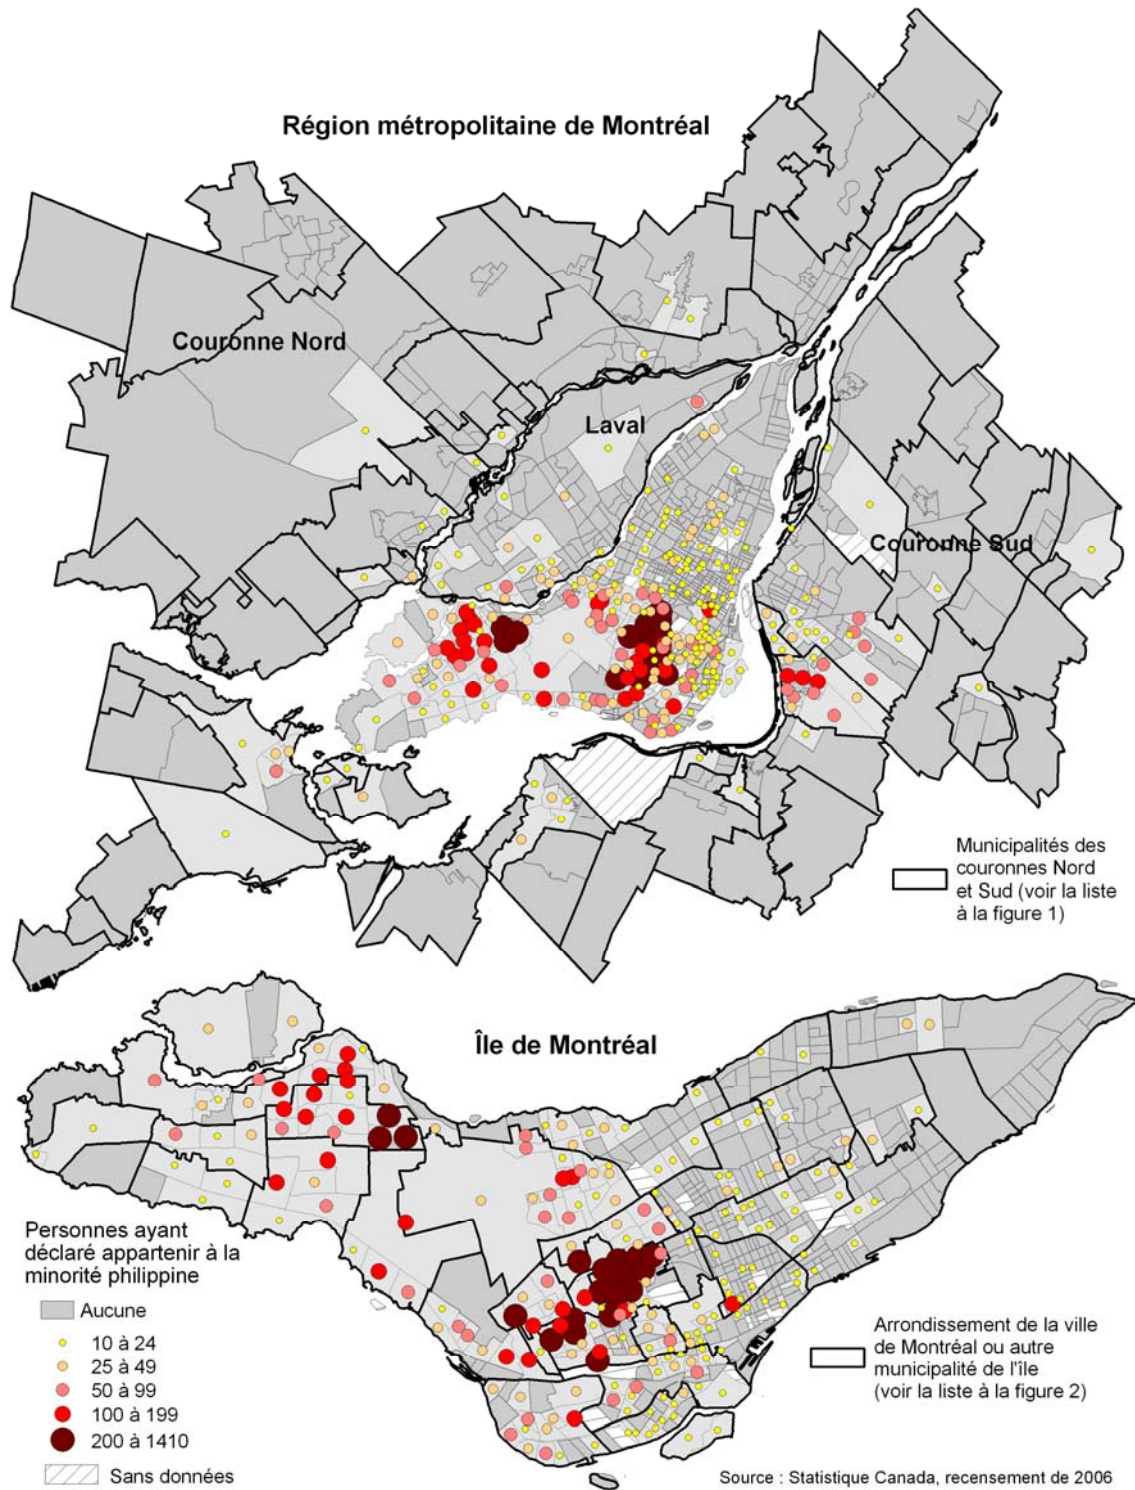 Région métropolitaine de Montréal
Couronne Nord
Laval
Couronne Sud
Municipalités des
couronnes Nord
et Sud (voir la liste
à la figure 1)
Île de Montréal
Personnes ayant
déclaré appartenir à la
minorité philippine
Aucune
10 à 24
25 à 49
50 à 99
100 à 199
200 à 1410
Sans données
Arrondissement de la ville
de Montréal ou autre
municipalité de l'île
(voir la liste à la figure 2)
Source : Statistique Canada, recensement de 2006